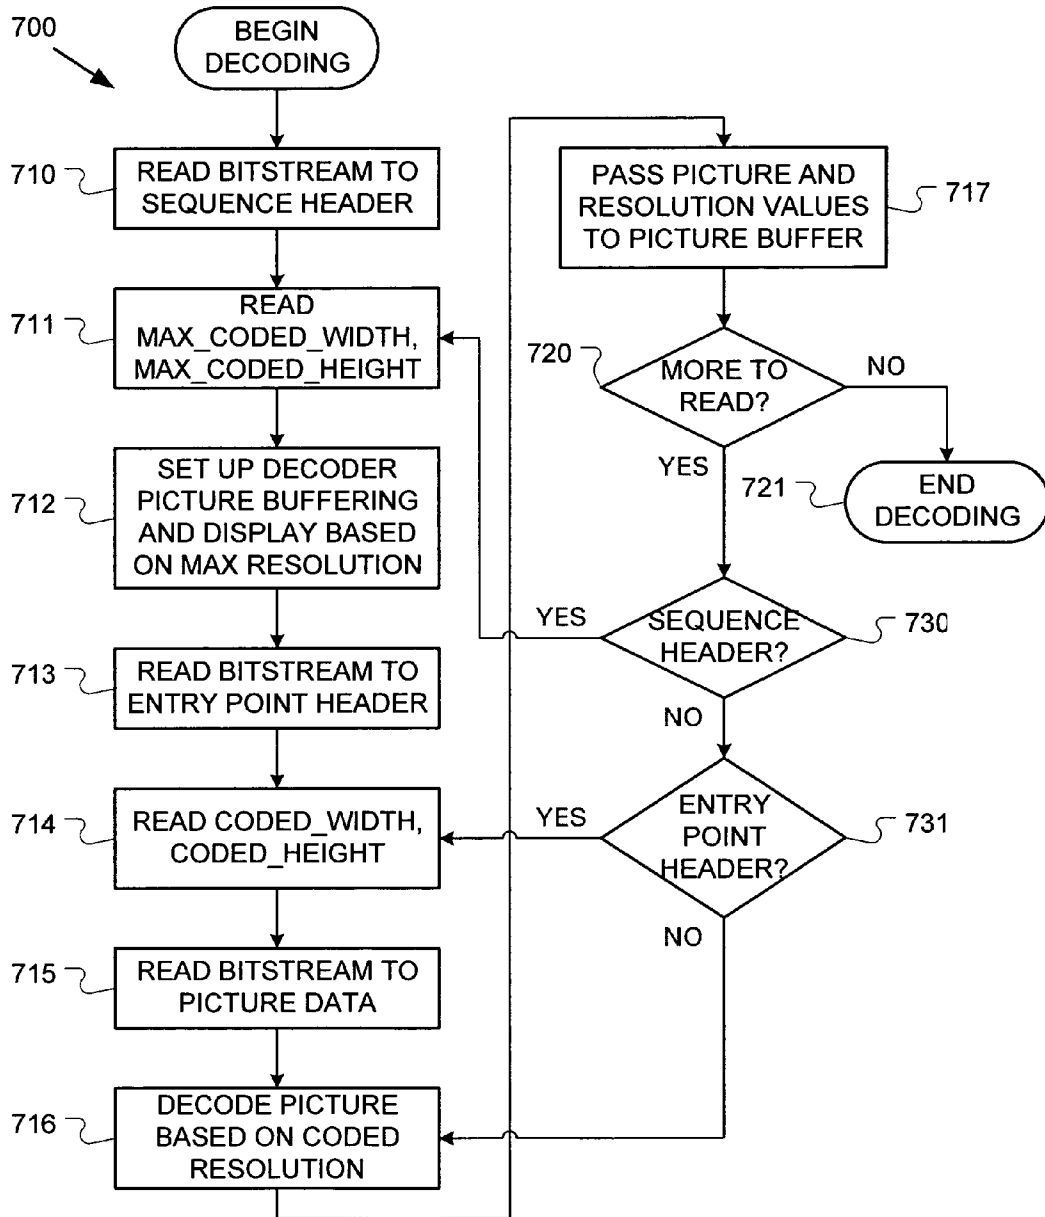 700
BEGIN
DECODING
710
READ BITSTREAM TO
SEQUENCE HEADER
711
READ
MAX_CODED_WIDTH,
MAX_CODED_HEIGHT
712
SET UP DECODER
PICTURE BUFFERING
AND DISPLAY BASED
ON MAX RESOLUTION
713
READ BITSTREAM TO
ENTRY POINT HEADER
714
READ CODED_WIDTH,
CODED_HEIGHT
715
READ BITSTREAM TO
PICTURE DATA
716
DECODE PICTURE
BASED ON CODED
RESOLUTION
PASS PICTURE AND
RESOLUTION VALUES
TO PICTURE BUFFER
717
720
MORE TO
READ?
NO
YES
721
END
DECODING
YES
SEQUENCE
HEADER?
730
NO
YES
ENTRY
POINT
HEADER?
731
NO